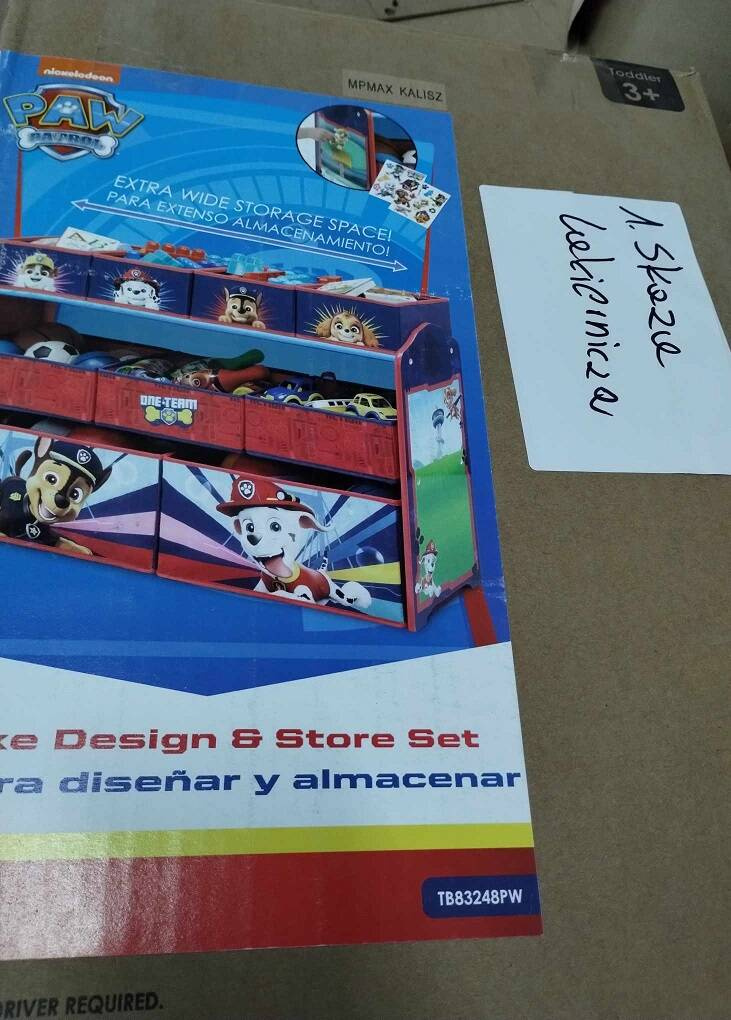 nickelodeon
PAW
PATROL
MPMAX KALISZ
Toddler
3+
EXTRA WIDE STORAGE SPACE!
PARA EXTENSO ALMACENAMIENTO!
ONE-TEAM
1. Skaza
ke Design & Store Set
ra diseñar y almacenar
TB83248PW
DRIVER REQUIRED.